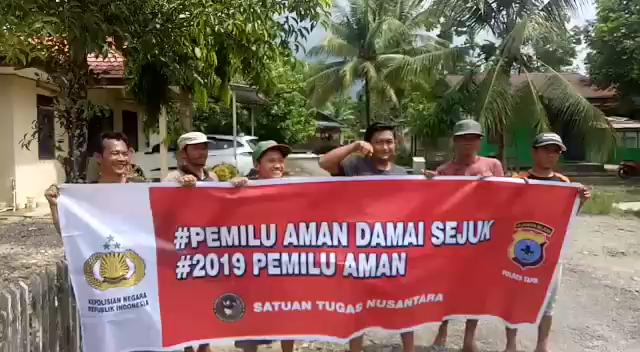 #PEMILU AMAN DAMAI SEJUK
#2019 PEMILU AMAN
KEPOLISIAN NEGARA
REPUBLIK INDONESIA
SATUAN TUGAS NUSANTARA
POLRES TAPIN